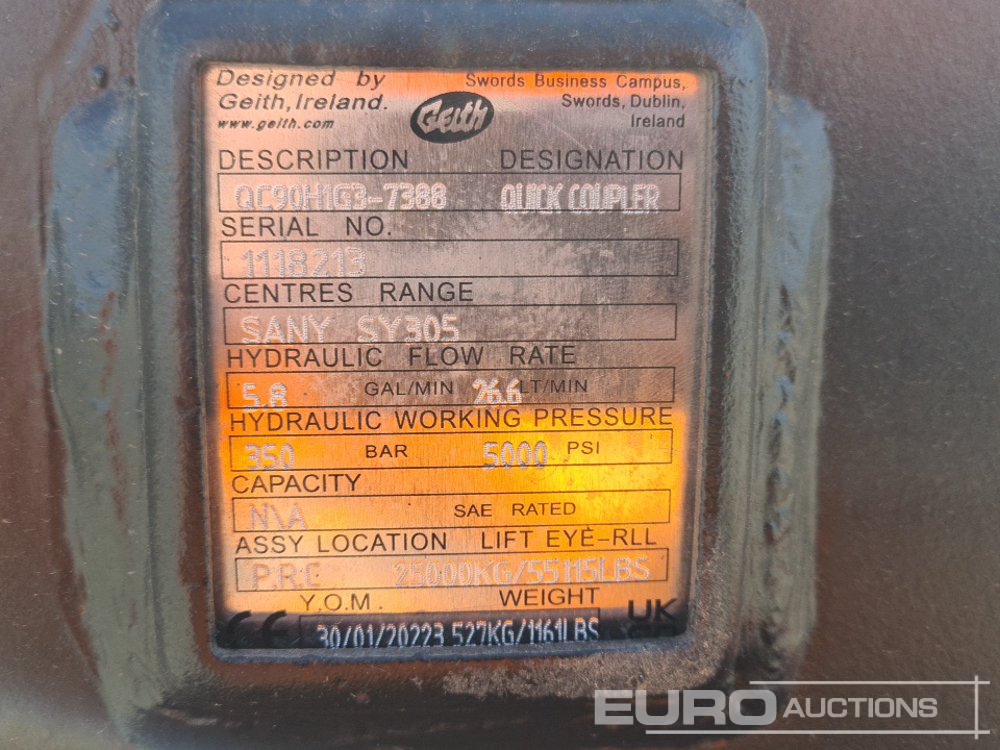 Designed by Swords Business Campus,
Geith, Ireland. Geith Swords, Dublin,
www.geith.com Ireland
DESCRIPTION DESIGNATION
QC90H1G3-7388 QUICK COUPLER
SERIAL NO.
1118213
CENTRES RANGE
SANY SY305
HYDRAULIC FLOW RATE
5.8 GAL/MIN 26.6 LT/MIN
HYDRAULIC WORKING PRESSURE
350 BAR 5000 PSI
CAPACITY
N\A SAE RATED
ASSY LOCATION LIFT EYE-RLL
P.R.C 25000KG/55115LBS
Y.O.M. WEIGHT
CE 30/01/20223 527KG/1161LBS UK
EURO AUCTIONS